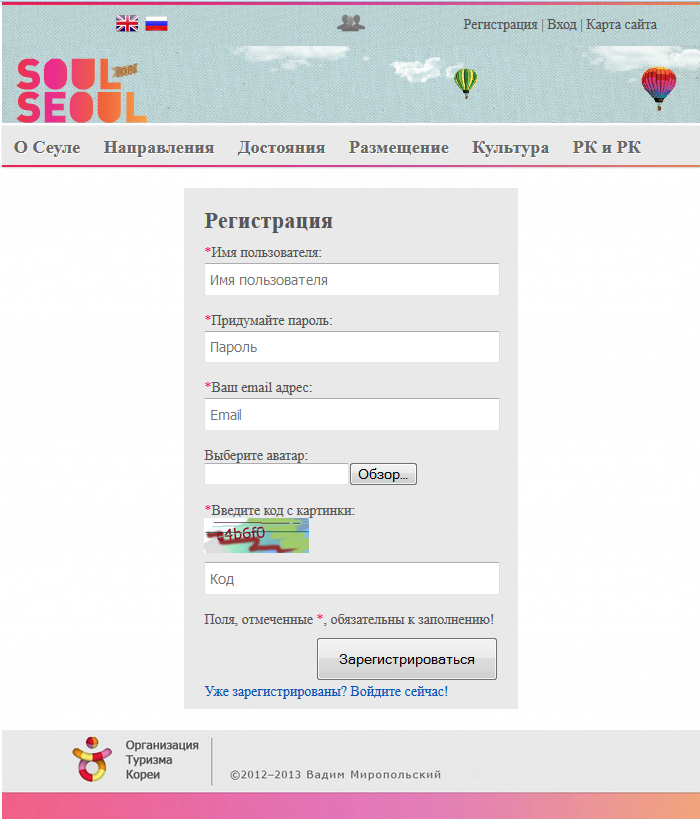 Регистрация | Вход | Карта сайта
SOUL
SEOUL
О Сеуле Направления Достояния Размещение Культура РК и РК
Регистрация
*Имя пользователя:
Имя пользователя
*Придумайте пароль:
Пароль
*Ваш email адрес:
Email
Выберите аватар:
Обзор...
*Введите код с картинки:
Код
Поля, отмеченные *, обязательны к заполнению!
Зарегистрироваться
Уже зарегистрированы? Войдите сейчас!
Организация
Туризма
Кореи
©2012–2013 Вадим Миропольский